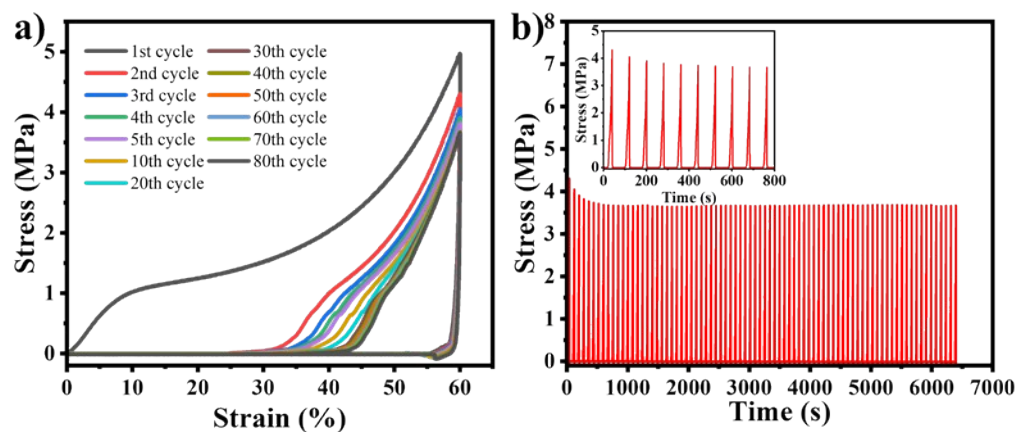 a)
5
4
3
2
1
0
Stress (MPa)
1st cycle
2nd cycle
3rd cycle
4th cycle
5th cycle
10th cycle
20th cycle
30th cycle
40th cycle
50th cycle
60th cycle
70th cycle
80th cycle
0 10 20 30 40 50 60
Strain (%)
b)
8
7
6
5
4
3
2
1
0
Stress (MPa)
5
4
3
2
1
0
Stress (MPa)
0 200 400 600 800
Time (s)
0 1000 2000 3000 4000 5000 6000 7000
Time (s)